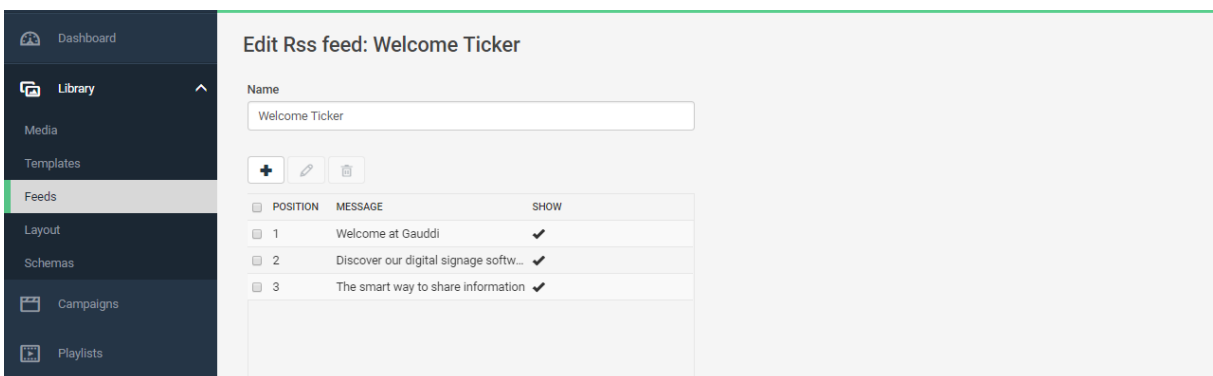 Dashboard
Edit Rss feed: Welcome Ticker
Library
Name
Welcome Ticker
Media
Templates
Feeds
POSITION MESSAGE SHOW
Layout
1 Welcome at Gauddi
Schemas
2 Discover our digital signage softw...
3 The smart way to share information
Campaigns
Playlists